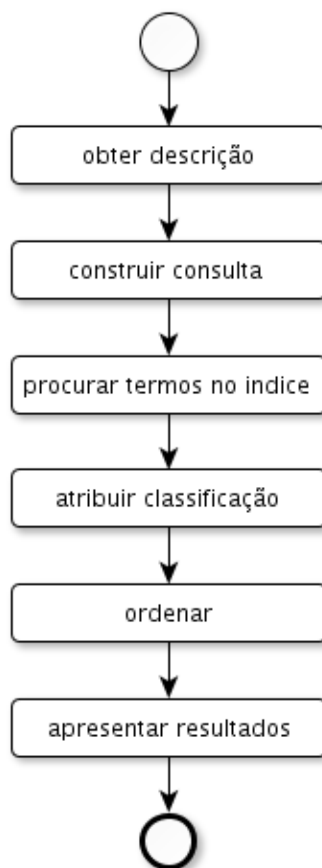 obter descrição
construir consulta
procurar termos no indice
atribuir classificação
ordenar
apresentar resultados